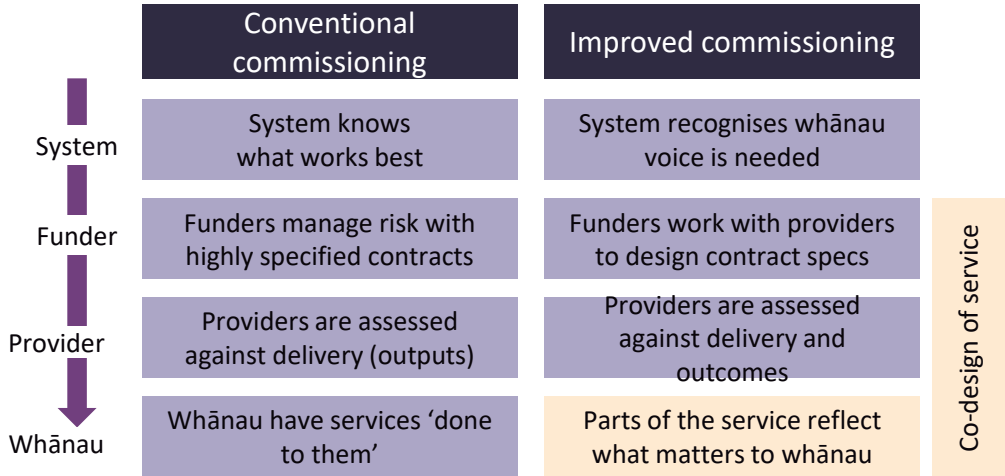 Conventional
commissioning
Improved commissioning
System
System knows
what works best
System recognises whānau
voice is needed
Funder
Funders manage risk with
highly specified contracts
Funders work with providers
to design contract specs
Provider
Providers are assessed
against delivery (outputs)
Providers are assessed
against delivery and
outcomes
Whānau
Whānau have services ‘done
to them’
Parts of the service reflect
what matters to whānau
Co-design of service